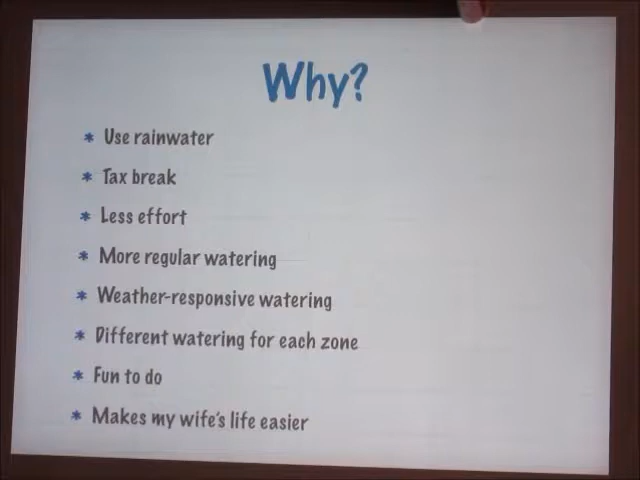 Why?
* Use rainwater
* Tax break
* Less effort
* More regular watering
* Weather-responsive watering
* Different watering for each zone
* Fun to do
* Makes my wife's life easier